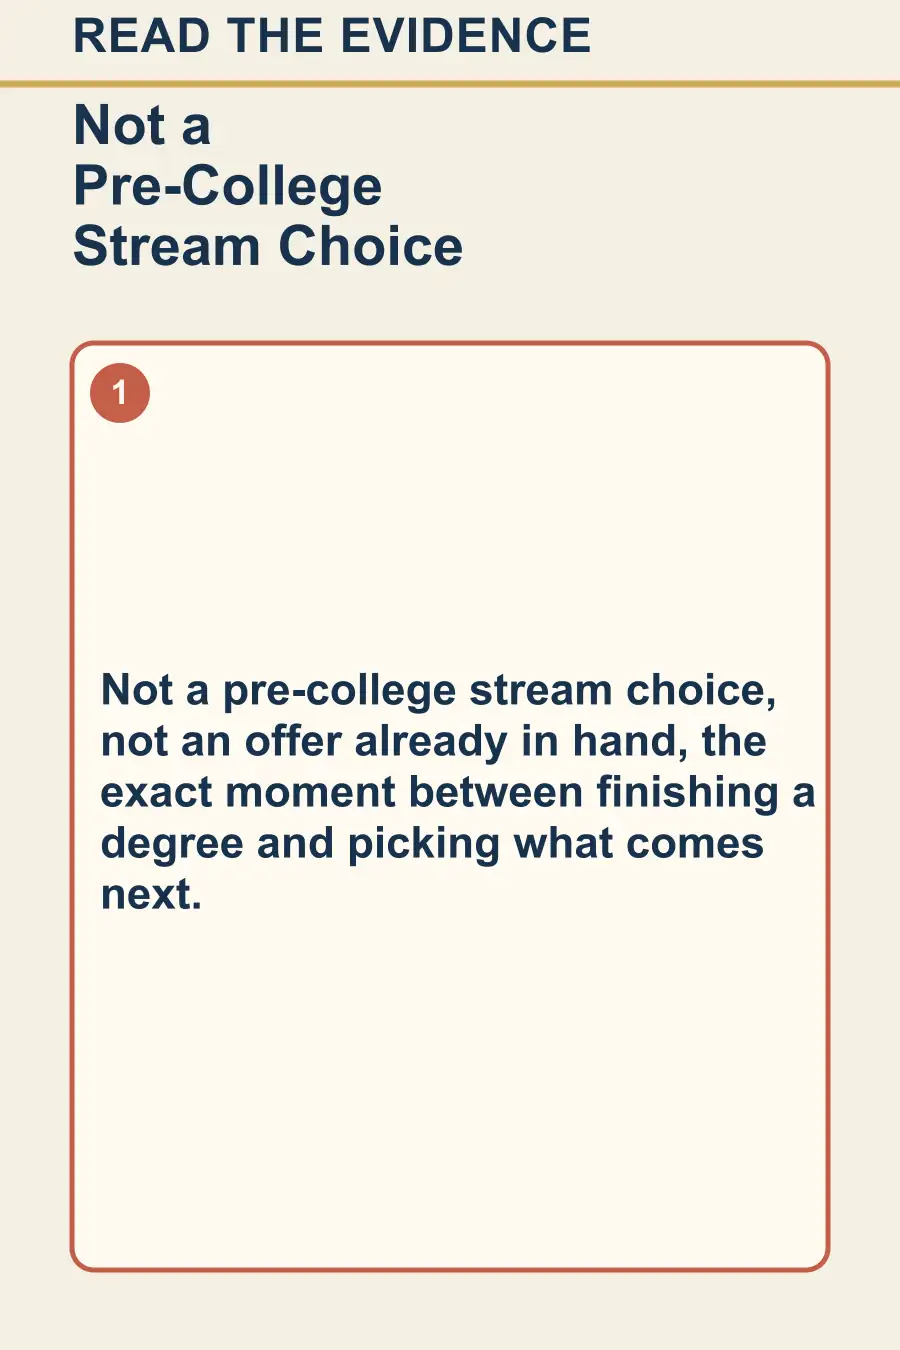 READ THE EVIDENCE
Not a
Pre-College
Stream Choice
1
Not a pre-college stream choice,
not an offer already in hand, the
exact moment between finishing a
degree and picking what comes
next.